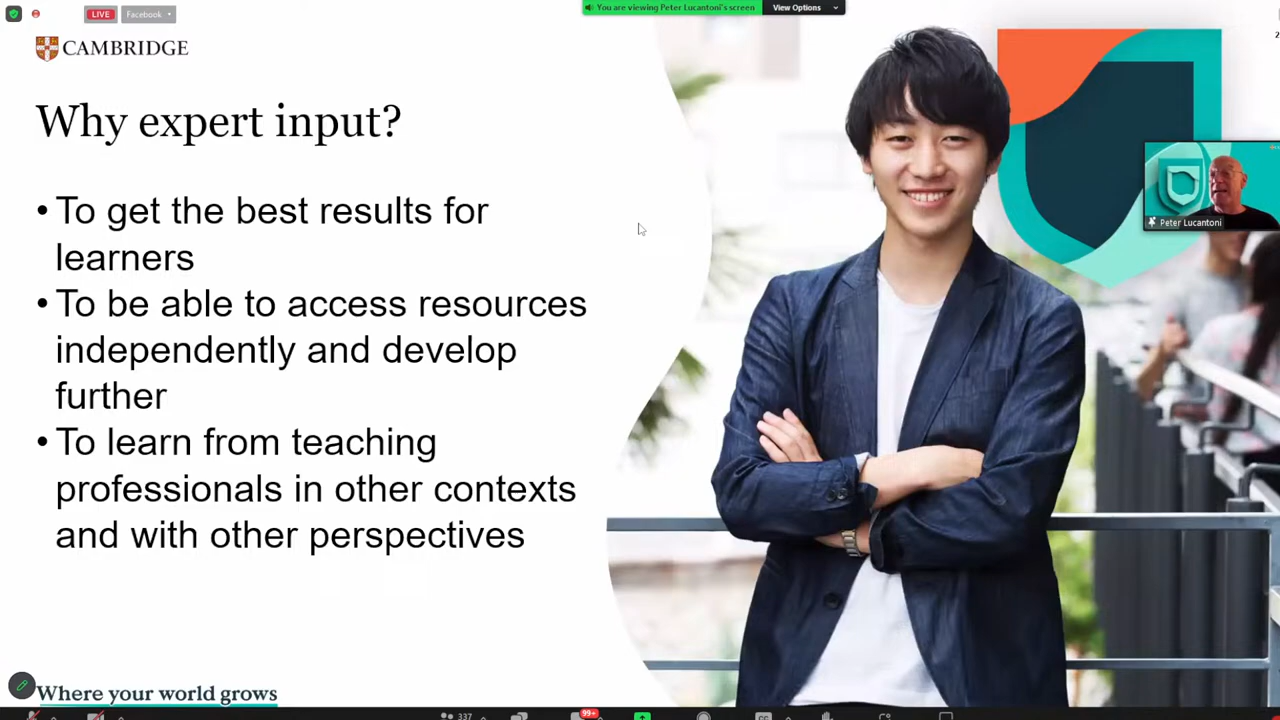 LIVE
Facebook
You are viewing Peter Lucantoni's screen
View Options
CAMBRIDGE
Why expert input?
• To get the best results for
learners
• To be able to access resources
independently and develop
further
• To learn from teaching
professionals in other contexts
and with other perspectives
Peter Lucantoni
Where your world grows
337
99+